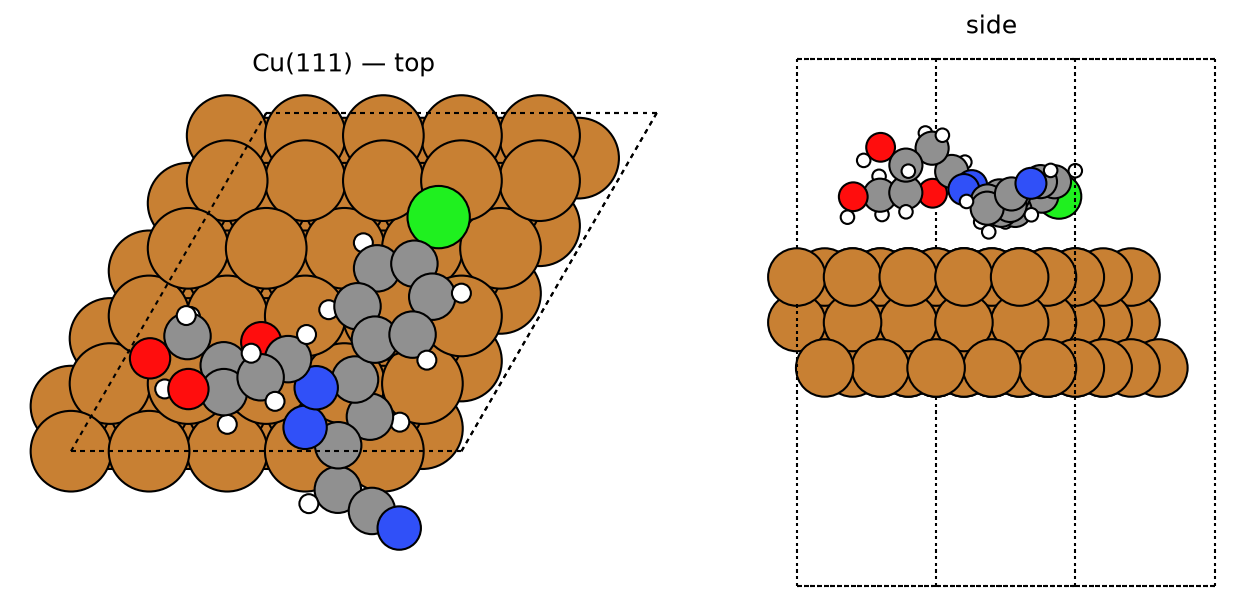 Cu(111) — top
side